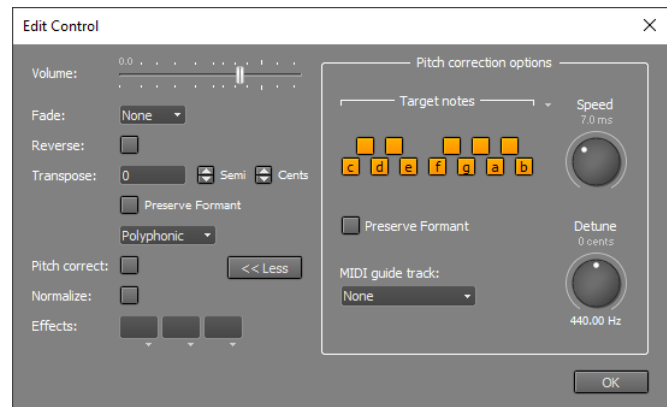 Edit Control
Volume:
0.0
Fade:
None
Reverse:
Transpose:
0
Semi
Cents
Preserve Formant
Polyphonic
Pitch correct:
<< Less
Normalize:
Effects:
Pitch correction options
Target notes
Speed
7.0 ms
c d e f g a b
Preserve Formant
Detune
0 cents
MIDI guide track:
None
440.00 Hz
OK